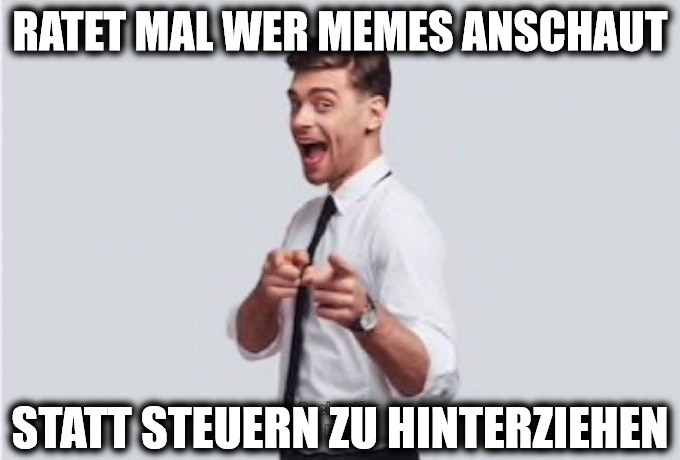 RATET MAL WER MEMES ANSCHAUT
STATT STEUERN ZU HINTERZIEHEN